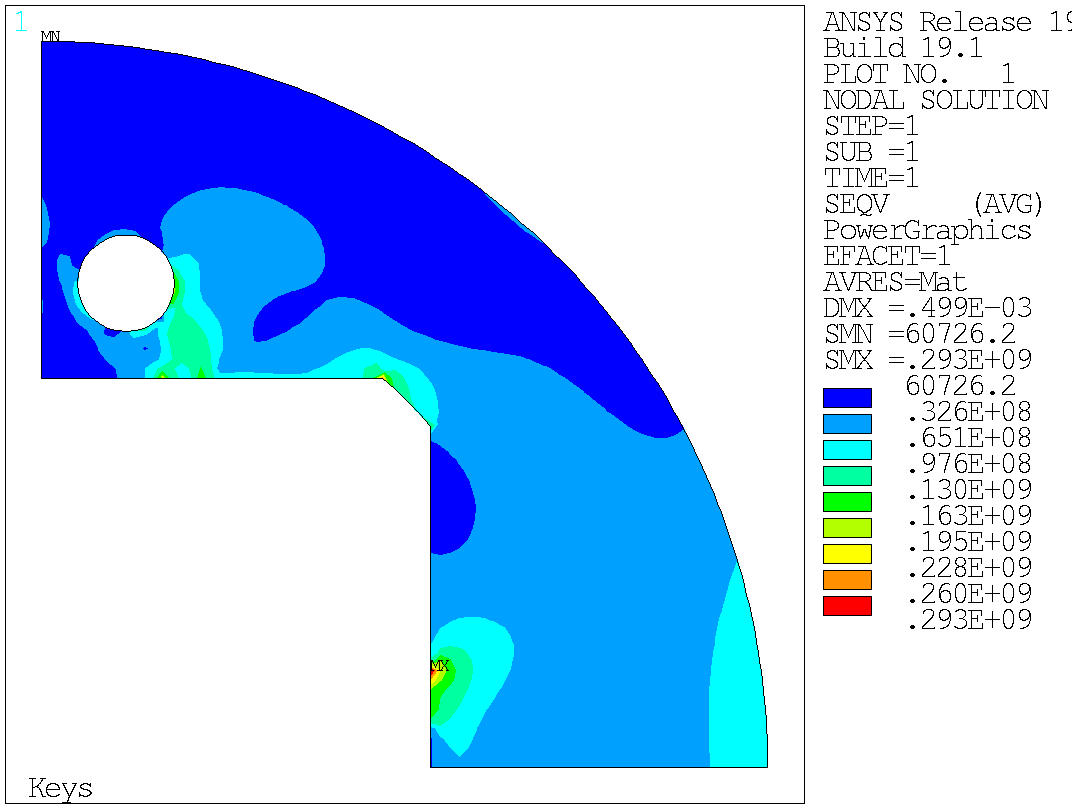 1
MN
ANSYS Release 19
Build 19.1
PLOT NO. 1
NODAL SOLUTION
STEP=1
SUB =1
TIME=1
SEQV (AVG)
PowerGraphics
EFACET=1
AVRES=Mat
DMX =.499E-03
SMN =60726.2
SMX =.293E+09
60726.2
.326E+08
.651E+08
.976E+08
.130E+09
.163E+09
.195E+09
.228E+09
.260E+09
.293E+09
MX
Keys